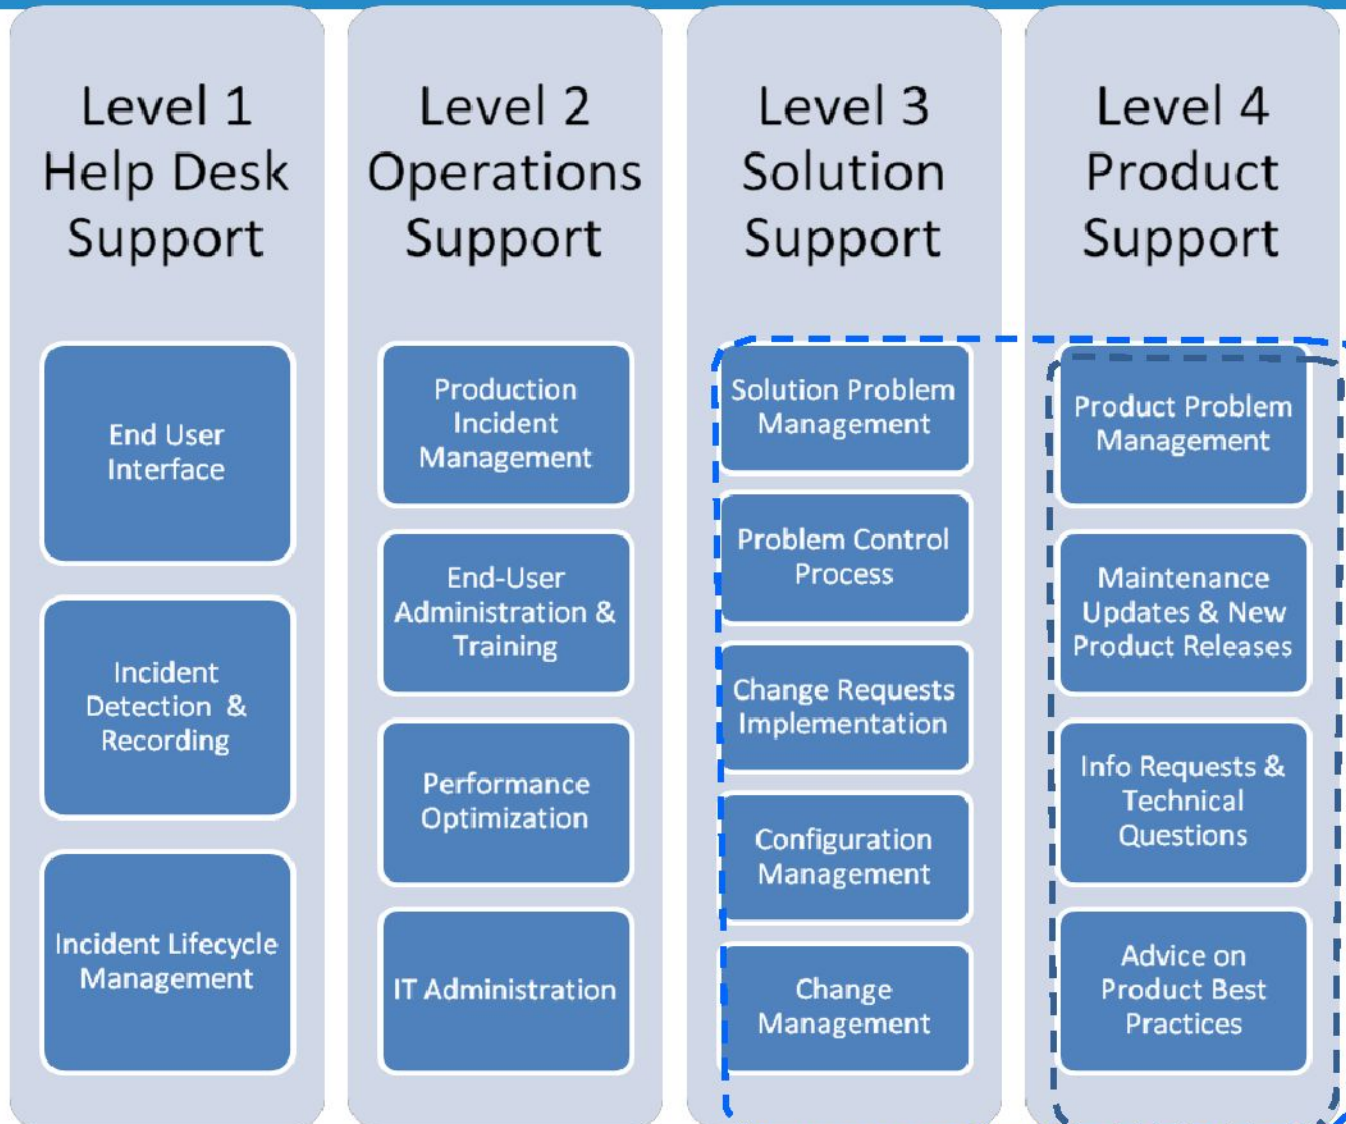 Level 1
Help Desk
Support
End User
Interface
Incident
Detection &
Recording
Incident Lifecycle
Management
Level 2
Operations
Support
Production
Incident
Management
End-User
Administration &
Training
Performance
Optimization
IT Administration
Level 3
Solution
Support
Solution Problem
Management
Problem Control
Process
Change Requests
Implementation
Configuration
Management
Change
Management
Level 4
Product
Support
Product Problem
Management
Maintenance
Updates & New
Product Releases
Info Requests &
Technical
Questions
Advice on
Product Best
Practices